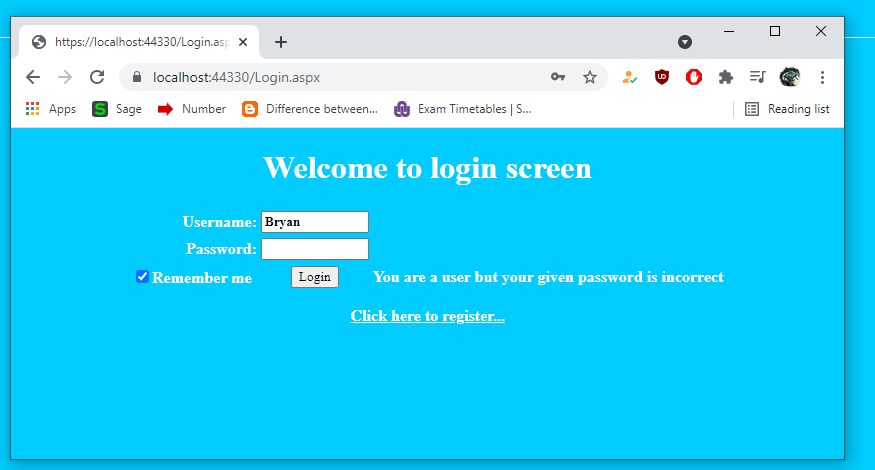 https://localhost:44330/Login.asp
localhost:44330/Login.aspx
Apps Sage Number Difference between... Exam Timetables | S... Reading list
Welcome to login screen
Username: Bryan
Password:
Remember me Login You are a user but your given password is incorrect
Click here to register...